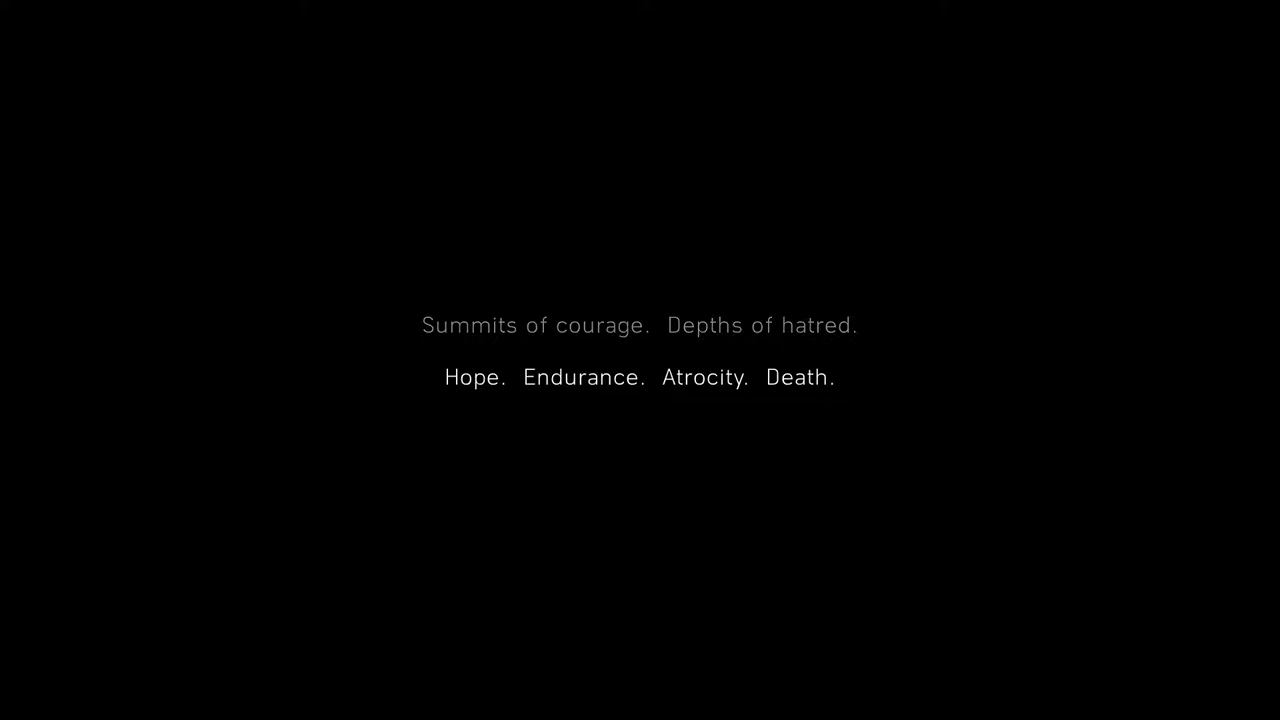 Summits of courage. Depths of hatred.
Hope. Endurance. Atrocity. Death.